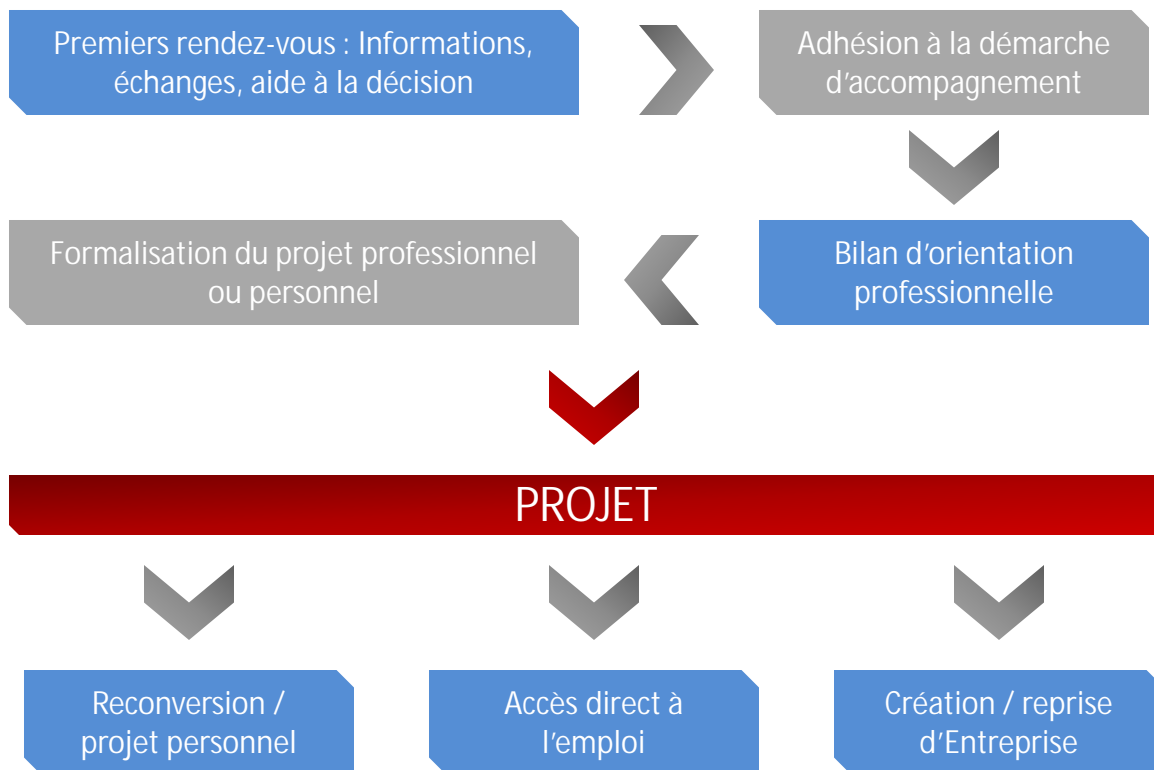 Premiers rendez-vous : Informations,
échanges, aide à la décision
Adhésion à la démarche
d'accompagnement
Bilan d'orientation
professionnelle
Formalisation du projet professionnel
ou personnel
PROJET
Reconversion /
projet personnel
Accès direct à
l'emploi
Création / reprise
d'Entreprise